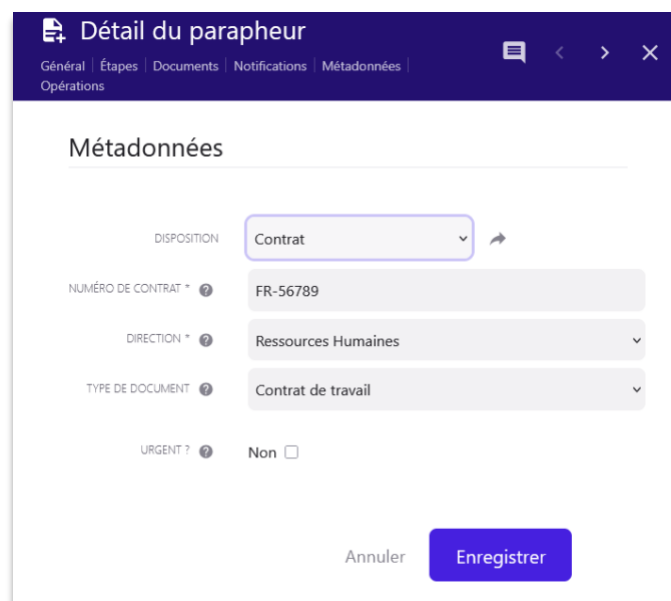 Détail du parapheur
Général | Étapes | Documents | Notifications | Métadonnées |
Opérations
Métadonnées
DISPOSITION Contrat
NUMÉRO DE CONTRAT * ? FR-56789
DIRECTION * ? Ressources Humaines
TYPE DE DOCUMENT ? Contrat de travail
URGENT ? ? Non
Annuler Enregistrer